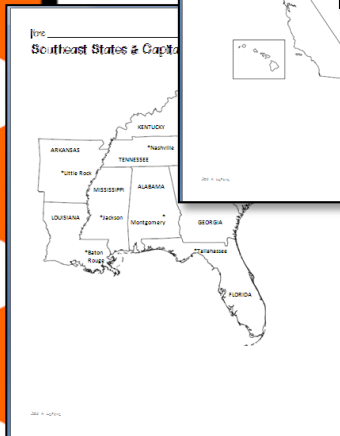 Name
Southeast States & Capita
KENTUCKY
ARKANSAS
*Nashville
TENNESSEE
*Little Rock
MISSISSIPPI
ALABAMA
LOUISIANA
*Jackson
Montgomery
*
GEORGIA
*Baton
Rouge
*Tallahassee
FLORIDA